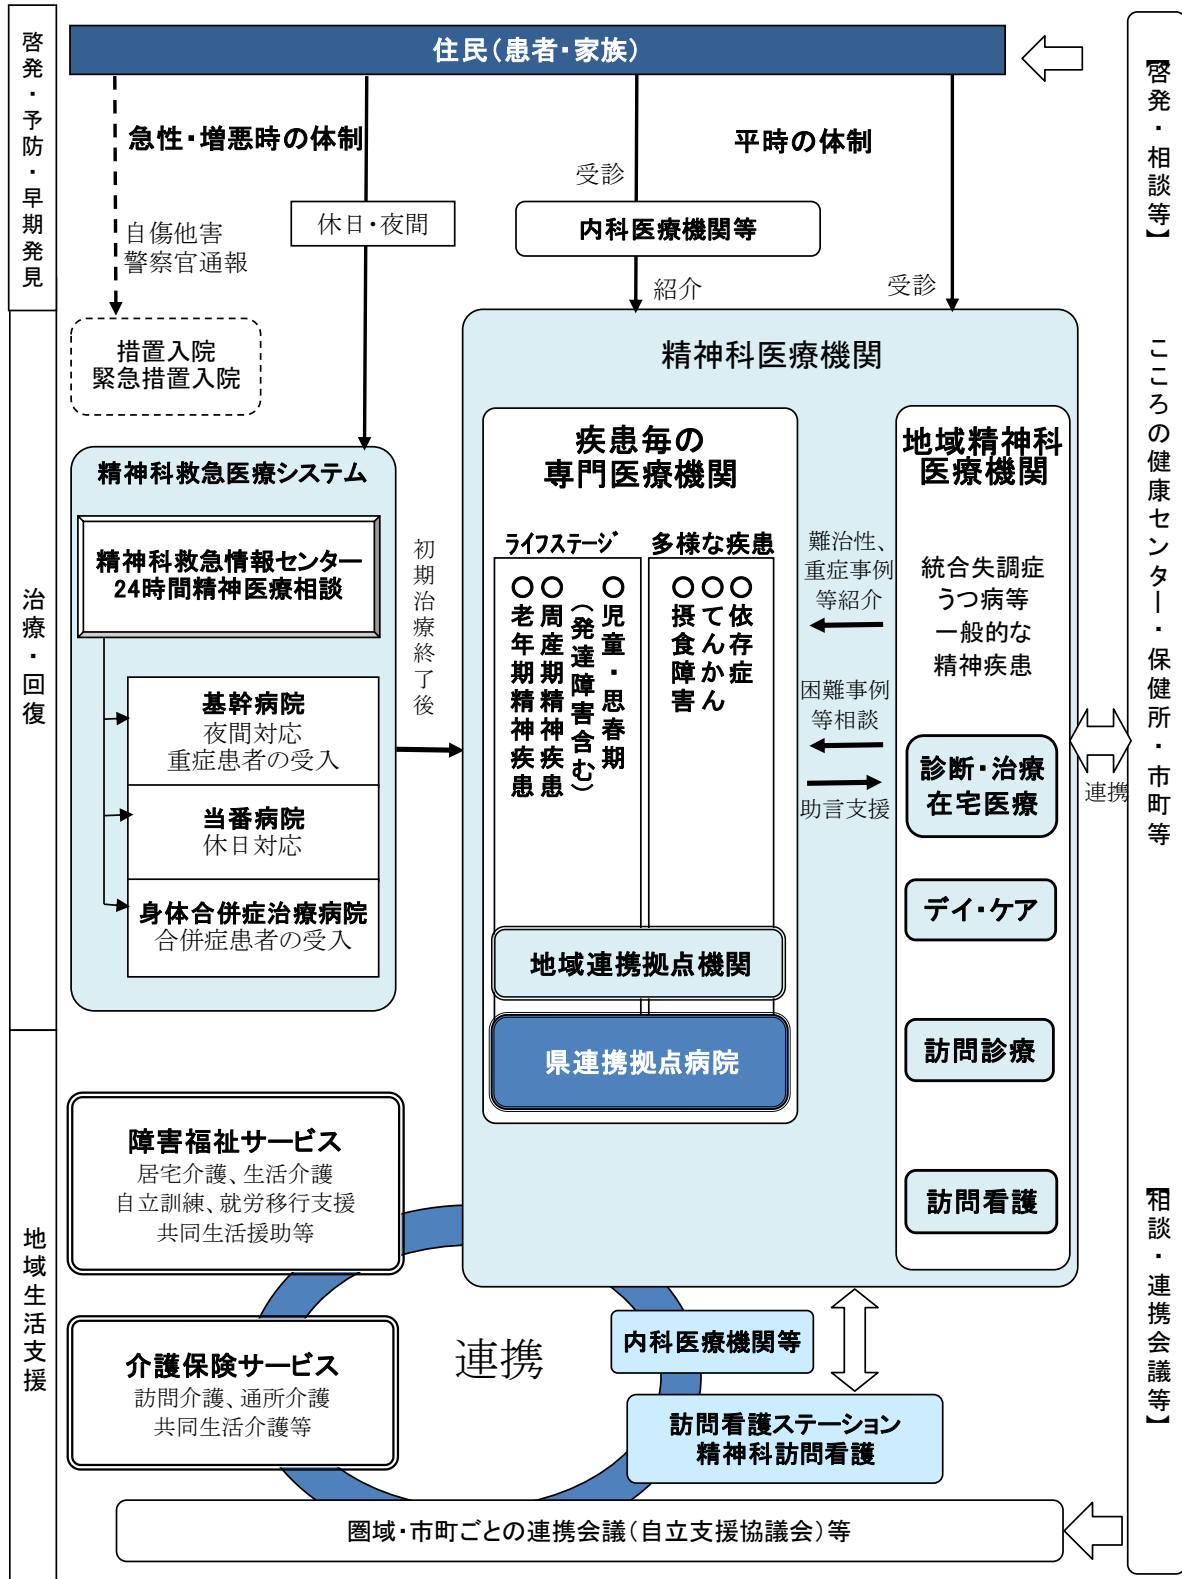 啓発・予防・早期発見
治療・回復
地域生活支援
住民（患者・家族）
急性・増悪時の体制
平時の体制
受診
休日・夜間
内科医療機関等
自傷他害
警察官通報
紹介
受診
措置入院
緊急措置入院
精神科医療機関
精神科救急医療システム
精神科救急情報センター
24時間精神医療相談
基幹病院
夜間対応
重症患者の受入
当番病院
休日対応
身体合併症治療病院
合併症患者の受入
初期治療終了後
疾患毎の
専門医療機関
ライフステージ
多様な疾患
○児童・思春期
（発達障害含む）
○周産期精神疾患
○老年期精神疾患
○依存症
○てんかん
○摂食障害
地域連携拠点機関
県連携拠点病院
難治性、
重症事例
等紹介
困難事例
等相談
助言支援
地域精神科
医療機関
統合失調症
うつ病等
一般的な
精神疾患
診断・治療
在宅医療
デイ・ケア
訪問診療
訪問看護
連携
【啓発・相談等】
こころの健康センター・保健所・市町等
【相談・連携会議等】
障害福祉サービス
居宅介護、生活介護
自立訓練、就労移行支援
共同生活援助等
介護保険サービス
訪問介護、通所介護
共同生活介護等
連携
内科医療機関等
訪問看護ステーション
精神科訪問看護
圏域・市町ごとの連携会議（自立支援協議会）等